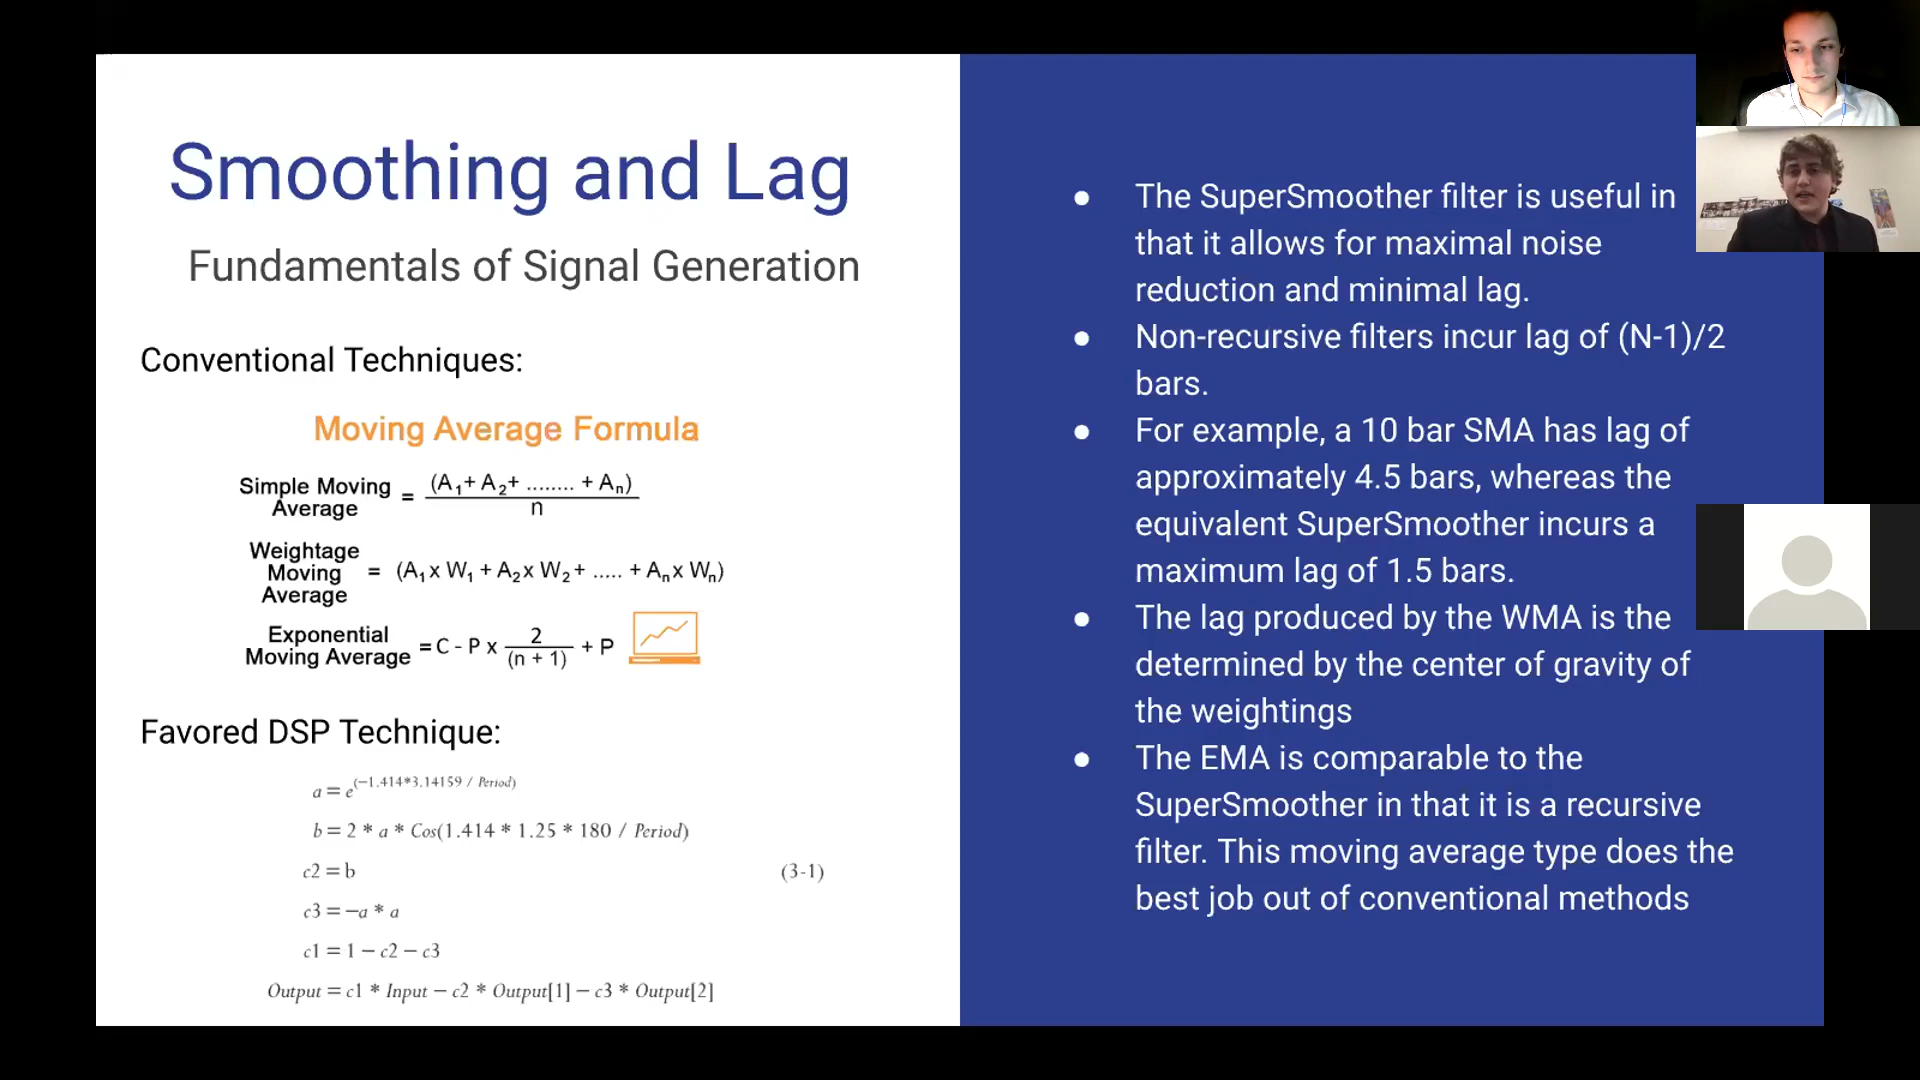 Smoothing and Lag
Fundamentals of Signal Generation
Conventional Techniques:
Moving Average Formula
Simple Moving Average = (A1+ A2+ ........ + An) / n
Weightage Moving Average = (A1 x W1 + A2 x W2 + ..... + An x Wn)
Exponential Moving Average = C - P x 2 / (n + 1) + P
Favored DSP Technique:
a = e^(−1.414*3.14159 / Period)
b = 2 * a * Cos(1.414 * 1.25 * 180 / Period)
c2 = b (3-1)
c3 = −a * a
c1 = 1 − c2 − c3
Output = c1 * Input − c2 * Output[1] − c3 * Output[2]
● The SuperSmoother filter is useful in
that it allows for maximal noise
reduction and minimal lag.
● Non-recursive filters incur lag of (N-1)/2
bars.
● For example, a 10 bar SMA has lag of
approximately 4.5 bars, whereas the
equivalent SuperSmoother incurs a
maximum lag of 1.5 bars.
● The lag produced by the WMA is the
determined by the center of gravity of
the weightings
● The EMA is comparable to the
SuperSmoother in that it is a recursive
filter. This moving average type does the
best job out of conventional methods